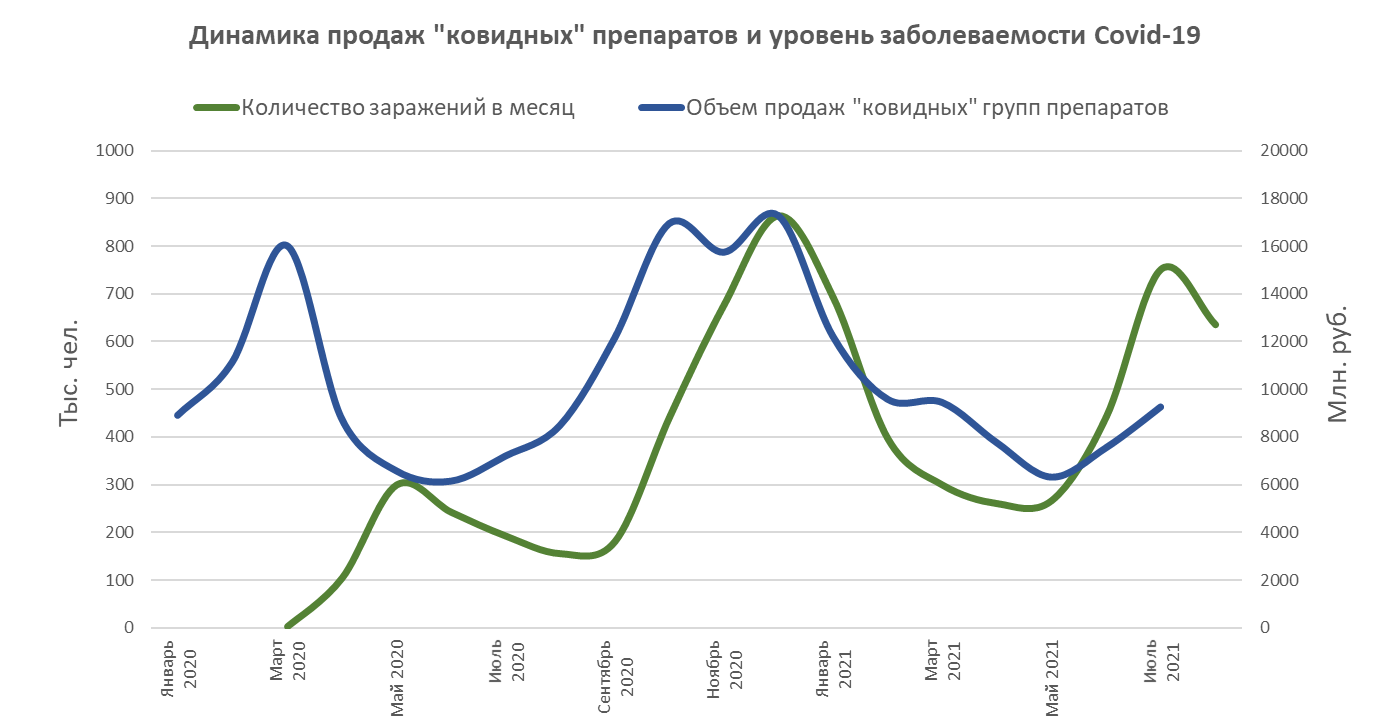 Динамика продаж "ковидных" препаратов и уровень заболеваемости Covid-19
Количество заражений в месяц
Объем продаж "ковидных" групп препаратов
Тыс. чел.
1000
900
800
700
600
500
400
300
200
100
0
Млн. руб.
20000
18000
16000
14000
12000
10000
8000
6000
4000
2000
0
Январь
2020
Март
2020
Май 2020
Июль
2020
Сентябрь
2020
Ноябрь
2020
Январь
2021
Март
2021
Май 2021
Июль
2021